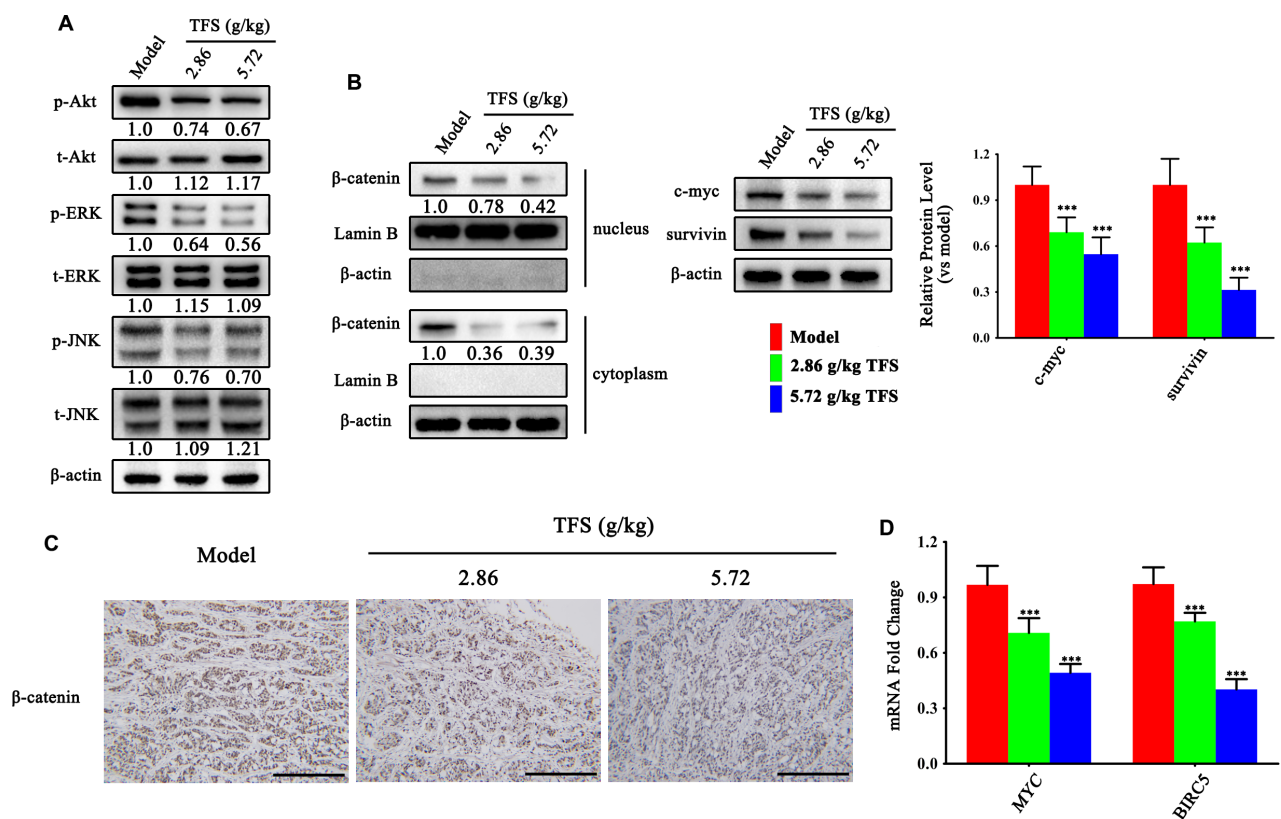 A
TFS (g/kg)
Model
2.86
5.72
p-Akt
1.0 0.74 0.67
t-Akt
1.0 1.12 1.17
p-ERK
1.0 0.64 0.56
t-ERK
1.0 1.15 1.09
p-JNK
1.0 0.76 0.70
t-JNK
1.0 1.09 1.21
β-actin
B
TFS (g/kg)
Model
2.86
5.72
β-catenin
1.0 0.78 0.42
Lamin B
β-actin
nucleus
β-catenin
1.0 0.36 0.39
Lamin B
β-actin
cytoplasm
TFS (g/kg)
Model
2.86
5.72
c-myc
survivin
β-actin
Model
2.86 g/kg TFS
5.72 g/kg TFS
Relative Protein Level
(vs model)
1.2
0.9
0.6
0.3
0.0
***
***
***
***
c-myc
survivin
C
TFS (g/kg)
Model
2.86
5.72
β-catenin
D
mRNA Fold Change
1.2
0.9
0.6
0.3
0.0
***
***
***
***
MYC
BIRC5